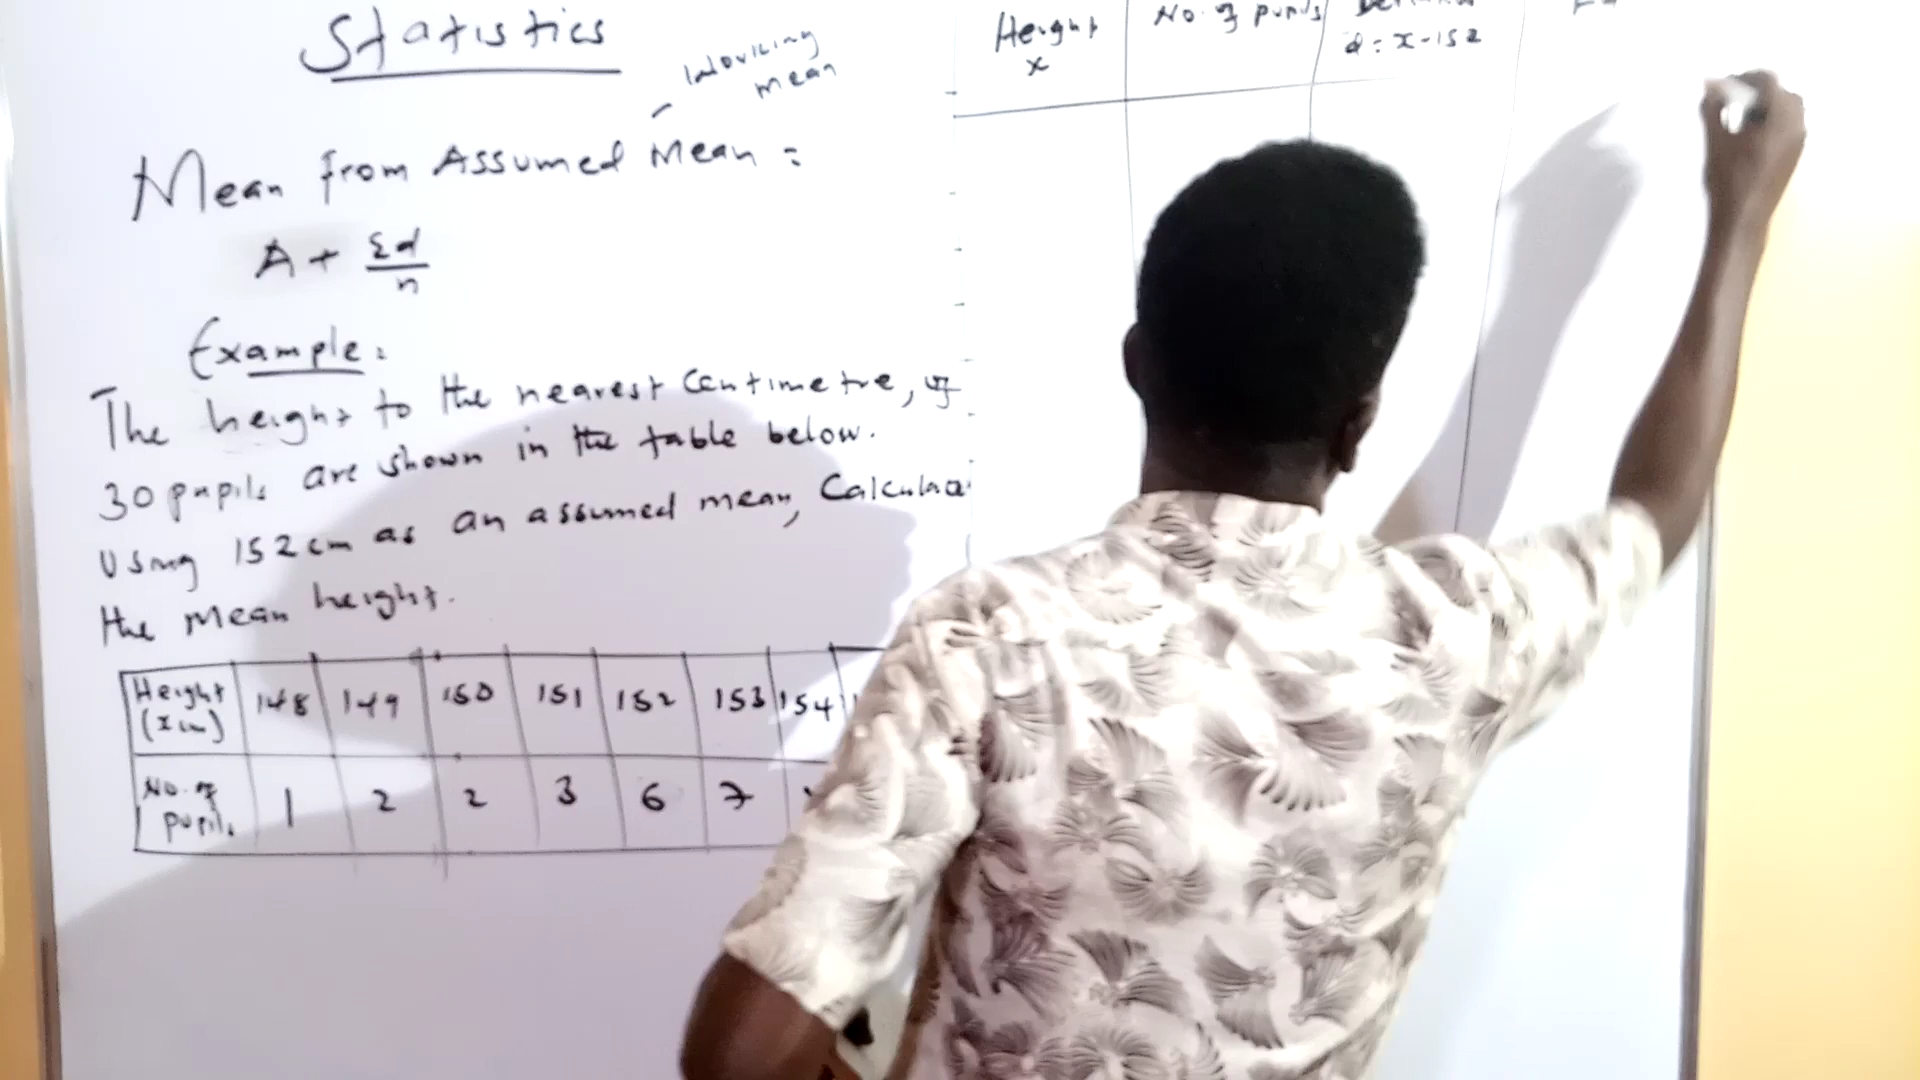 Statistics
mean
Mean from Assumed Mean =
A + Σd
n
Example:
The height to the nearest Centimetre, of
30 pupils are shown in the table below.
Using 152cm as an assumed mean, Calculate
the mean height.
Height 148 149 150 151 152 153 154
(x cm)
No. of 1 2 2 3 6 7
pupils
Height No. of pupils
x d = x - 152